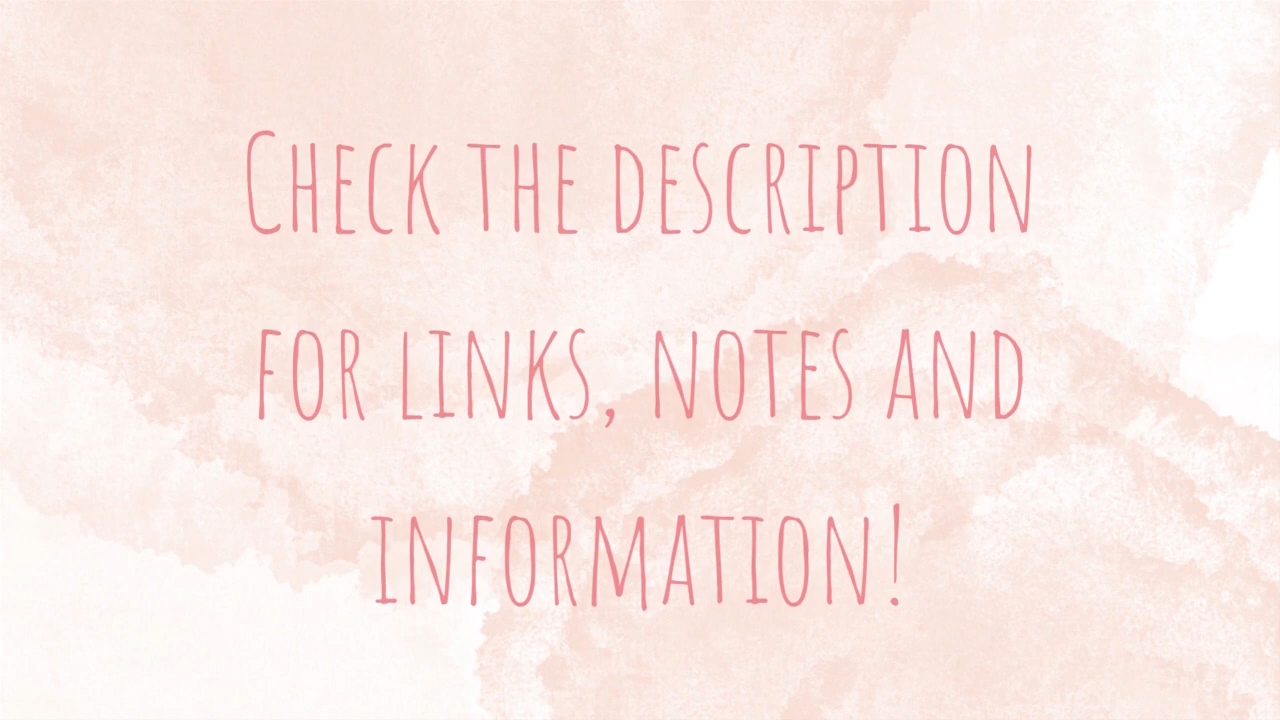 Check the description
for links, notes and
information!